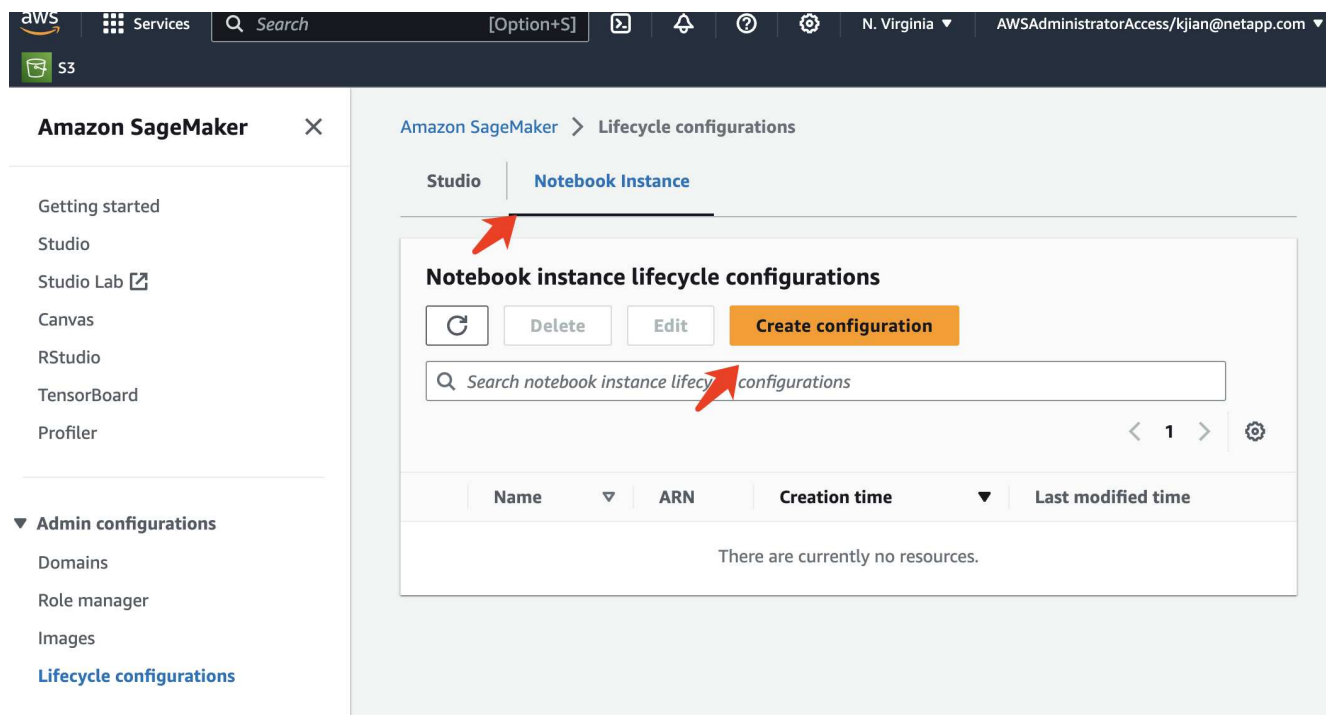 aws Services Search [Option+S] N. Virginia AWSAdministratorAccess/kjian@netapp.com
S3
Amazon SageMaker
Getting started
Studio
Studio Lab
Canvas
RStudio
TensorBoard
Profiler
Admin configurations
Domains
Role manager
Images
Lifecycle configurations
Amazon SageMaker > Lifecycle configurations
Studio Notebook Instance
Notebook instance lifecycle configurations
Delete Edit Create configuration
Search notebook instance lifecy configurations
1
Name ARN Creation time Last modified time
There are currently no resources.